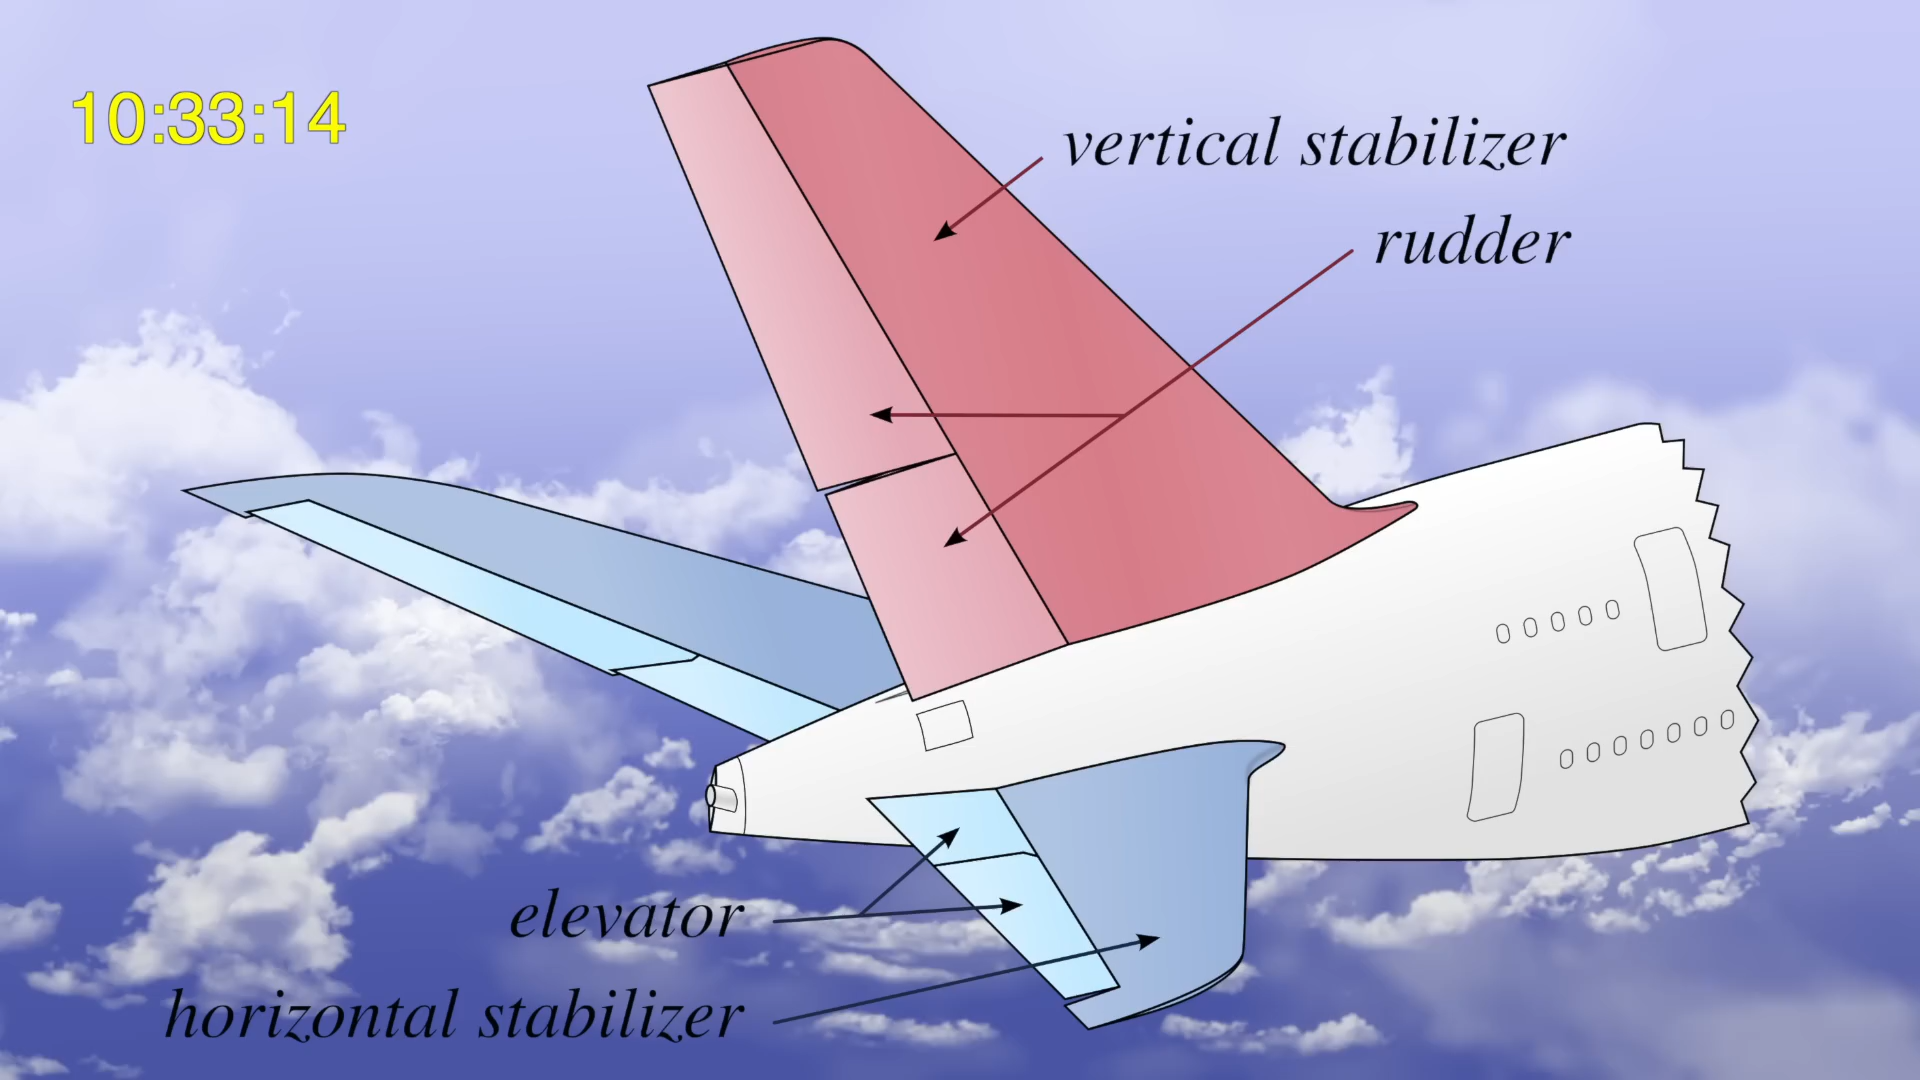 10:33:14
vertical stabilizer
rudder
elevator
horizontal stabilizer